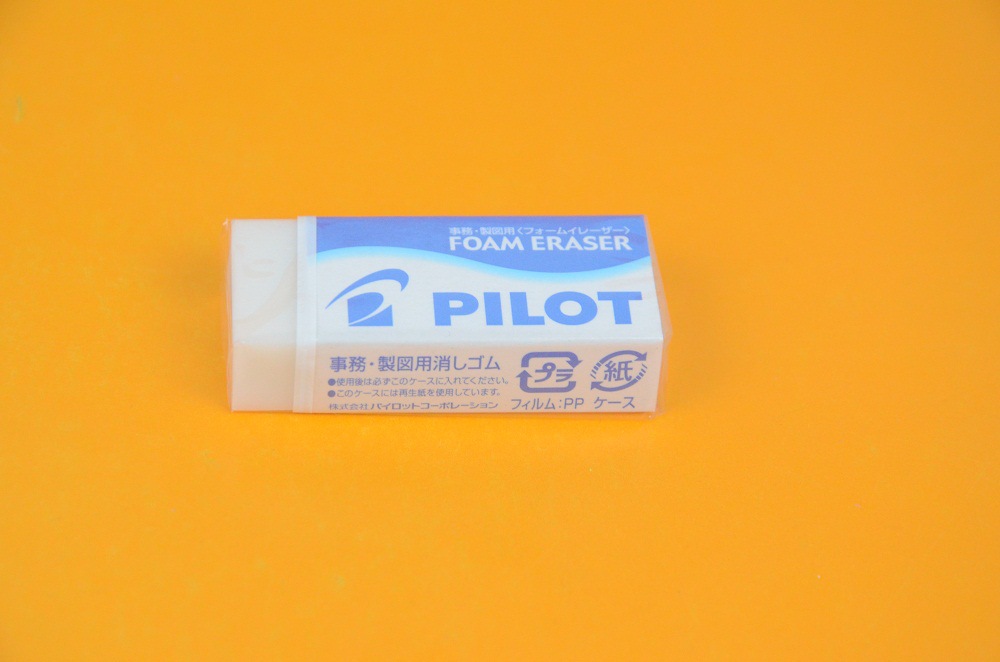 事務・製図用〈フォームイレーザー〉
FOAM ERASER
PILOT
事務・製図用消しゴム
●使用後は必ずこのケースに入れてください。
●このケースには再生紙を使用しています。
株式会社 パイロットコーポレーション
プラ
フィルム:PP
紙
ケース